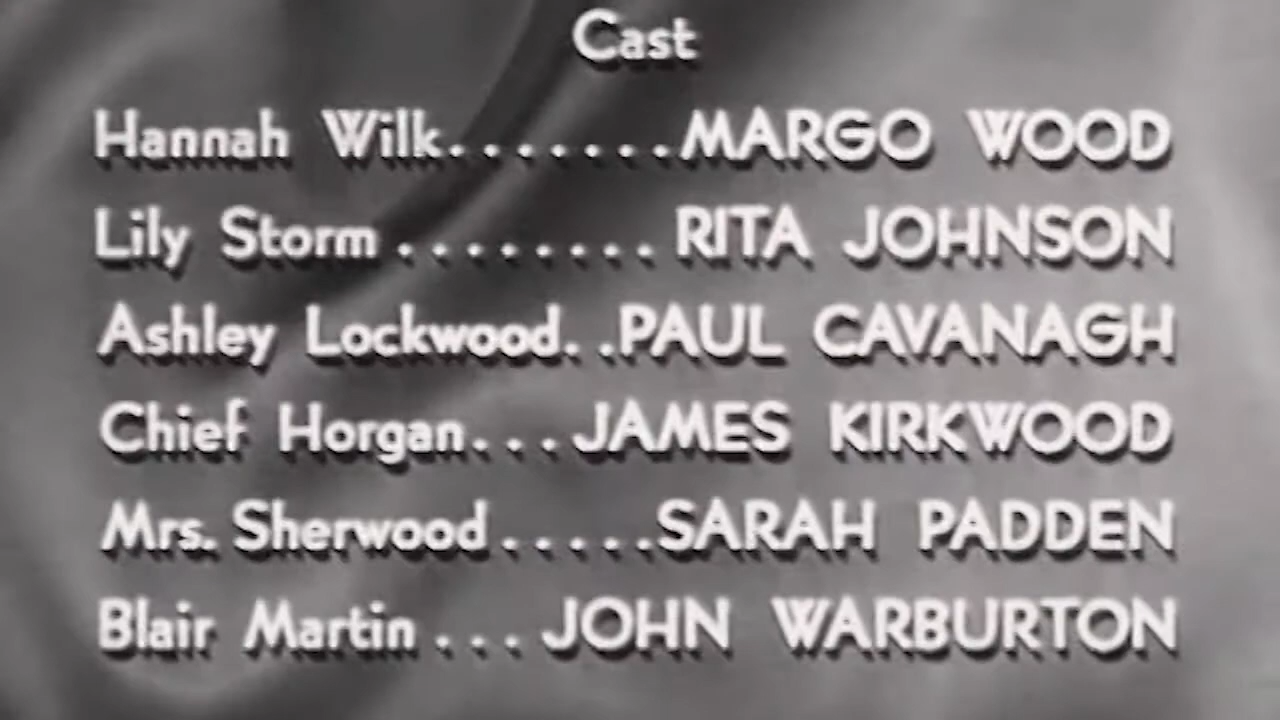 Cast
Hannah Wilk.......MARGO WOOD
Lily Storm ........ RITA JOHNSON
Ashley Lockwood. .PAUL CAVANAGH
Chief Horgan...JAMES KIRKWOOD
Mrs. Sherwood .....SARAH PADDEN
Blair Martin ... JOHN WARBURTON